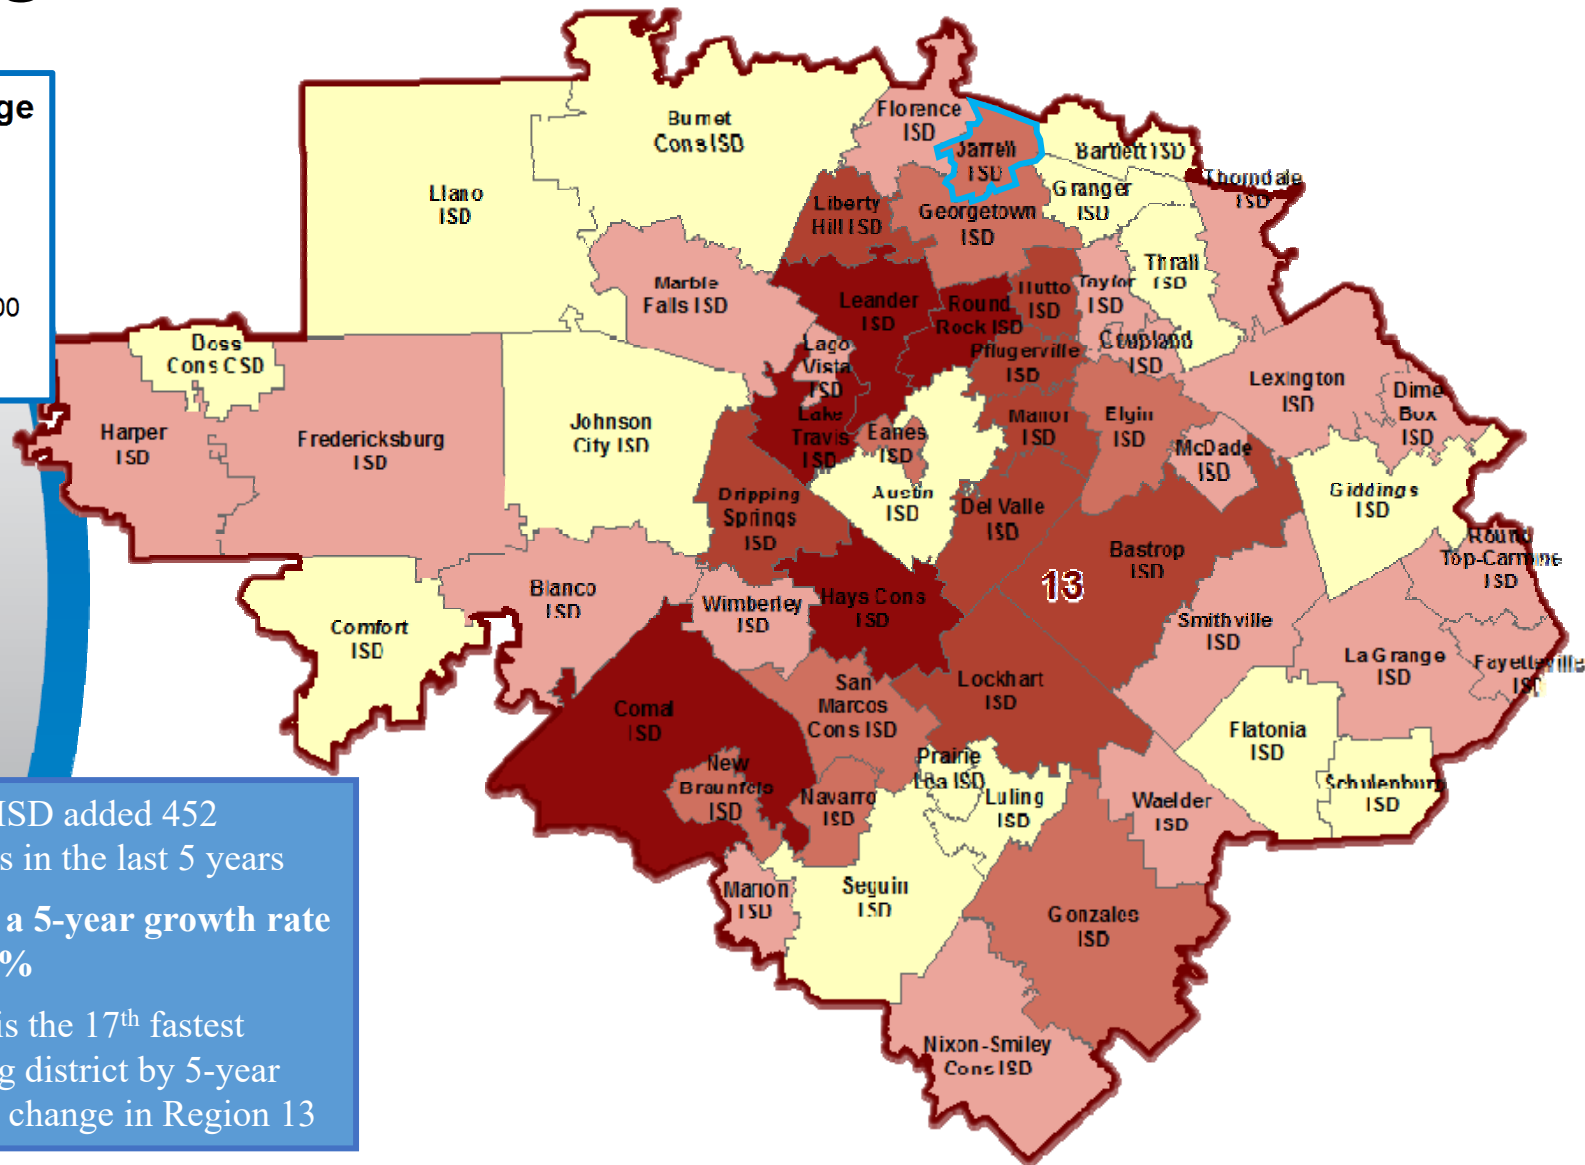 ge
00
Burnet
Cons ISD
Florence
ISD
Jarrell
ISD
Bartlett ISD
Thorndale
ISD
Granger
ISD
Llano
ISD
Liberty
Hill ISD
Georgetown
ISD
Thrall
ISD
Marble
Falls ISD
Leander
ISD
Round
Rock ISD
Hutto
ISD
Taylor
ISD
Coupland
ISD
Doss
Cons CSD
Lago
Vista
ISD
Pflugerville
ISD
Lexington
ISD
Dime
Box
ISD
Harper
ISD
Fredericksburg
ISD
Johnson
City ISD
Lake
Travis
ISD
Eanes
ISD
Manor
ISD
Elgin
ISD
McDade
ISD
Giddings
ISD
Dripping
Springs
ISD
Austin
ISD
Del Valle
ISD
Bastrop
ISD
13
Round
Top-Carmine
ISD
Blanco
ISD
Wimberley
ISD
Hays Cons
ISD
Smithville
ISD
Comfort
ISD
La Grange
ISD
Fayetteville
ISD
Comal
ISD
San
Marcos
Cons ISD
Lockhart
ISD
Flatonia
ISD
New
Braunfels
ISD
Navarro
ISD
Prairie
Lea ISD
Luling
ISD
Waelder
ISD
Schulenburg
ISD
Marion
ISD
Seguin
ISD
Gonzales
ISD
Nixon-Smiley
Cons ISD
ISD added 452
s in the last 5 years
a 5-year growth rate
%
is the 17th fastest
g district by 5-year
change in Region 13